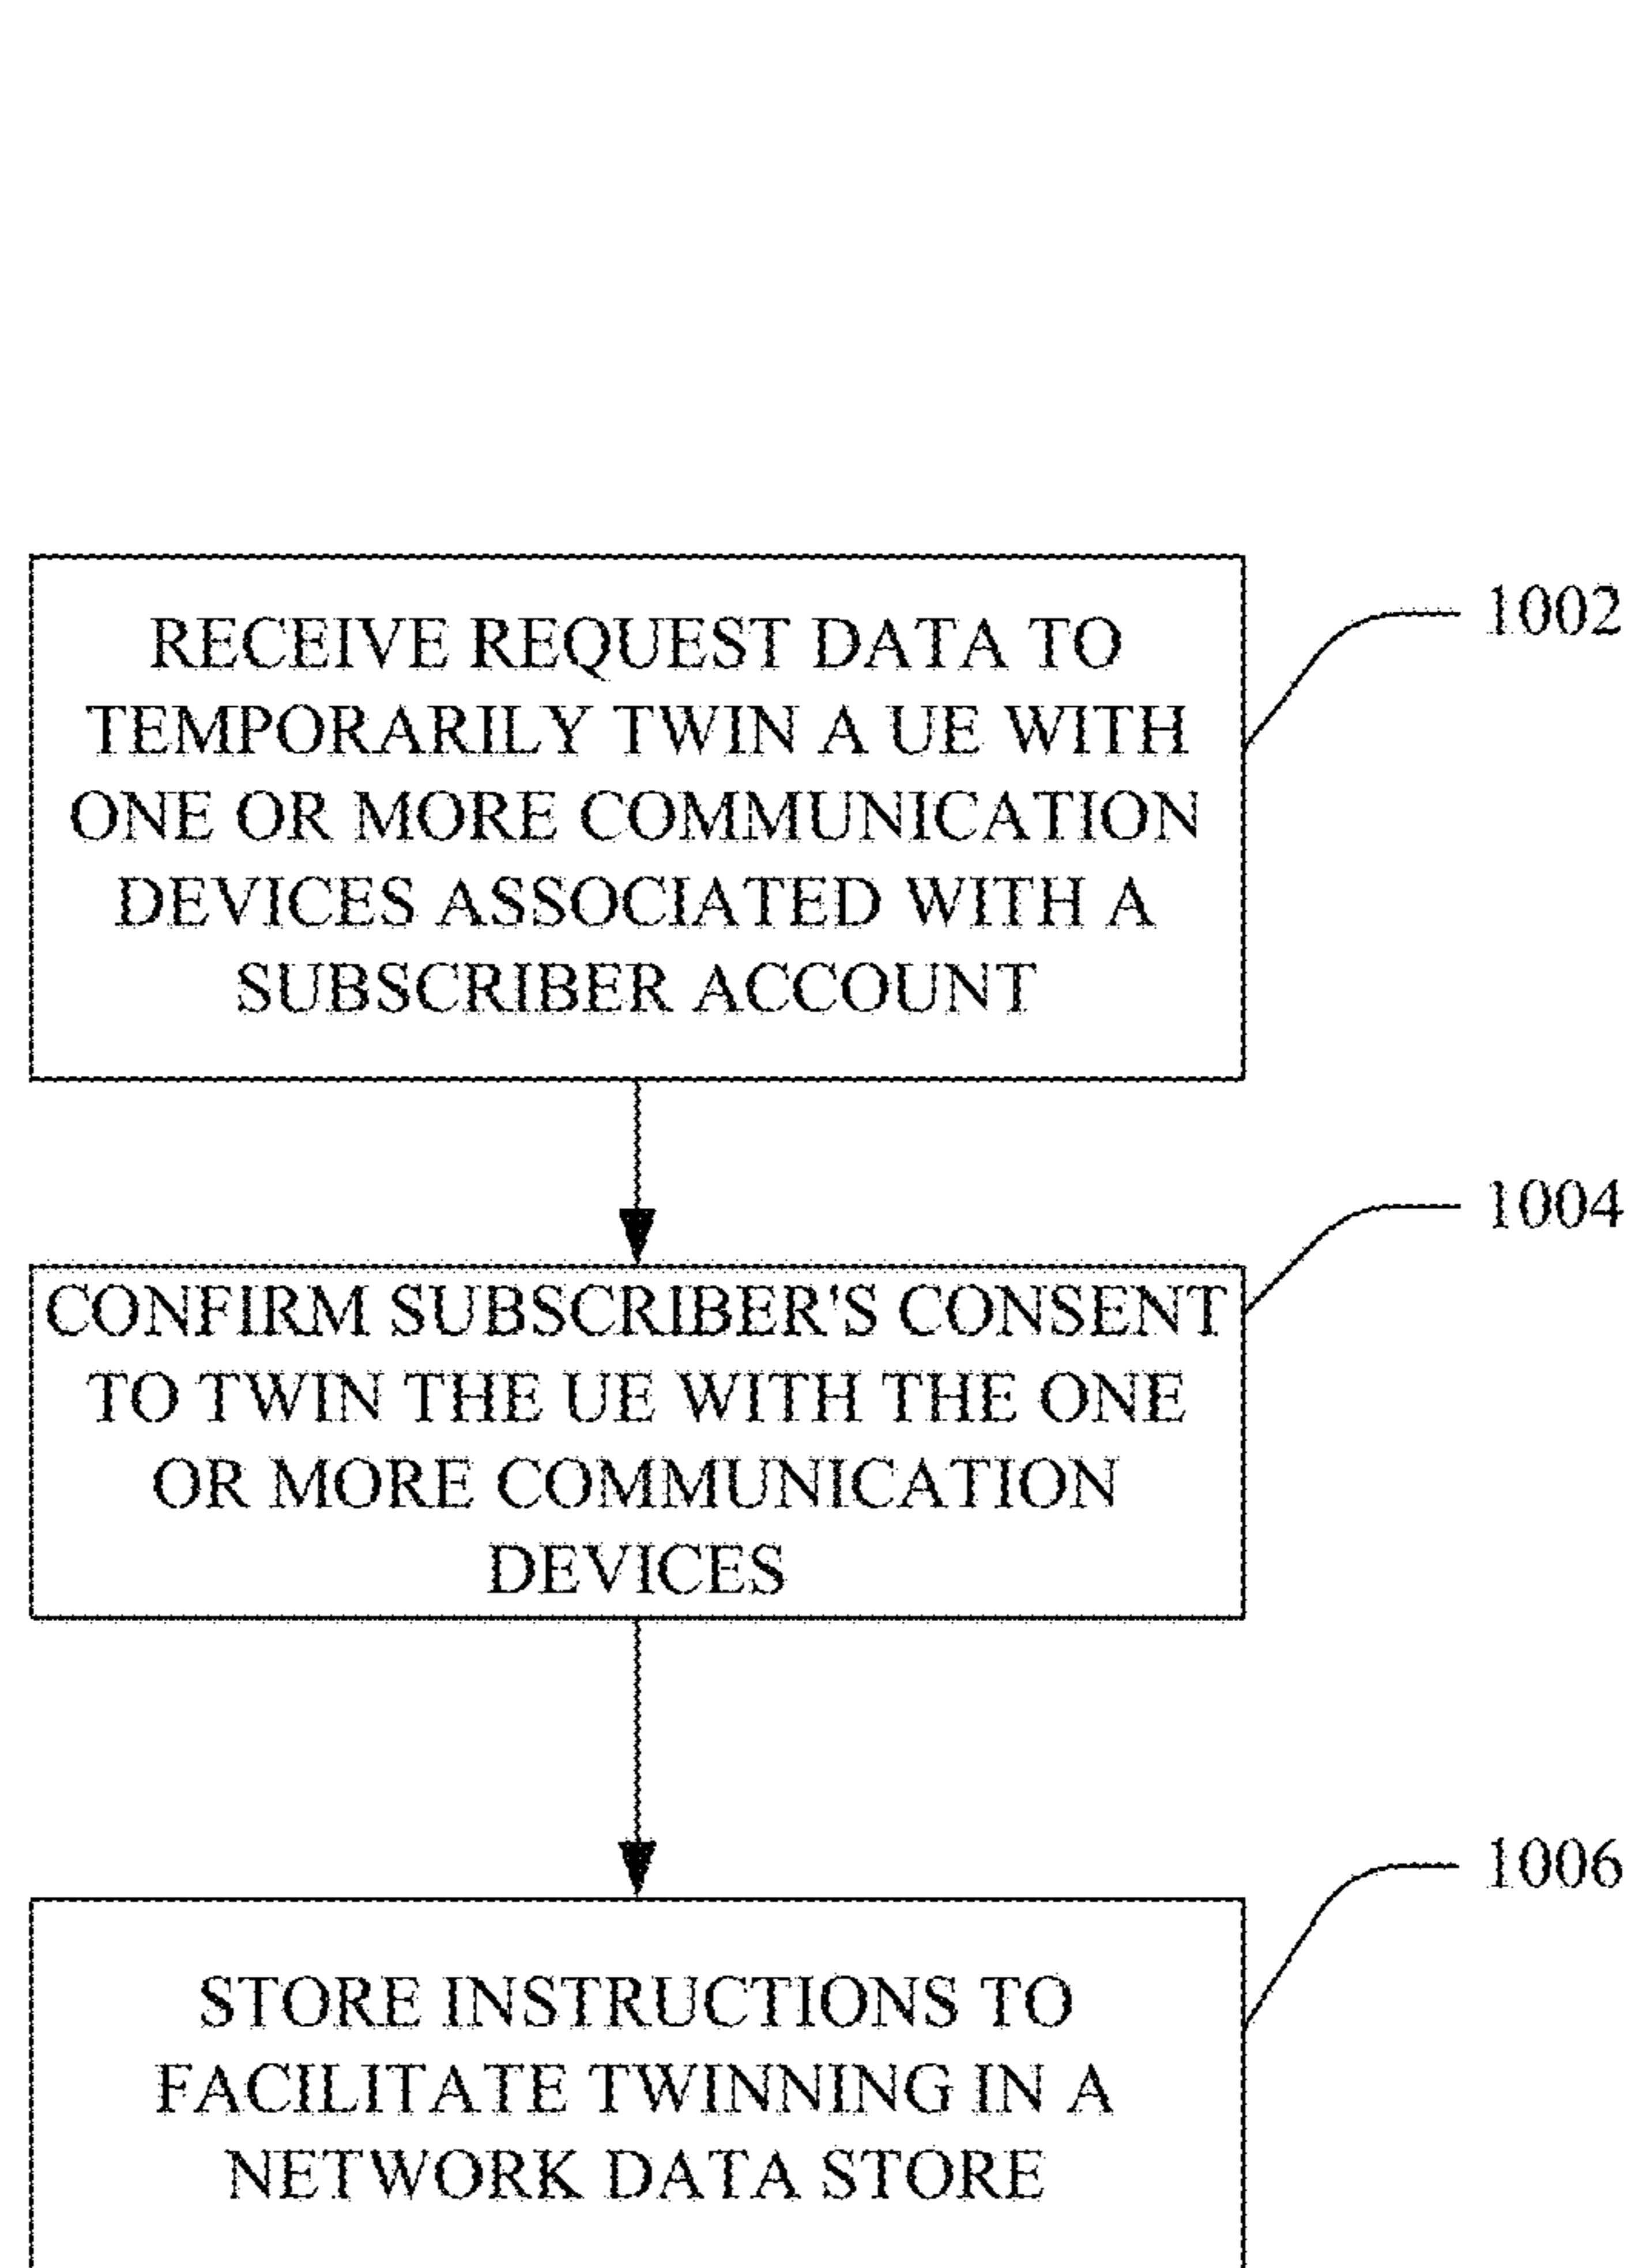 RECEIVE REQUEST DATA TO
TEMPORARILY TWIN A UE WITH
ONE OR MORE COMMUNICATION
DEVICES ASSOCIATED WITH A
SUBSCRIBER ACCOUNT
1002
CONFIRM SUBSCRIBER'S CONSENT
TO TWIN THE UE WITH THE ONE
OR MORE COMMUNICATION
DEVICES
1004
STORE INSTRUCTIONS TO
FACILITATE TWINNING IN A
NETWORK DATA STORE
1006